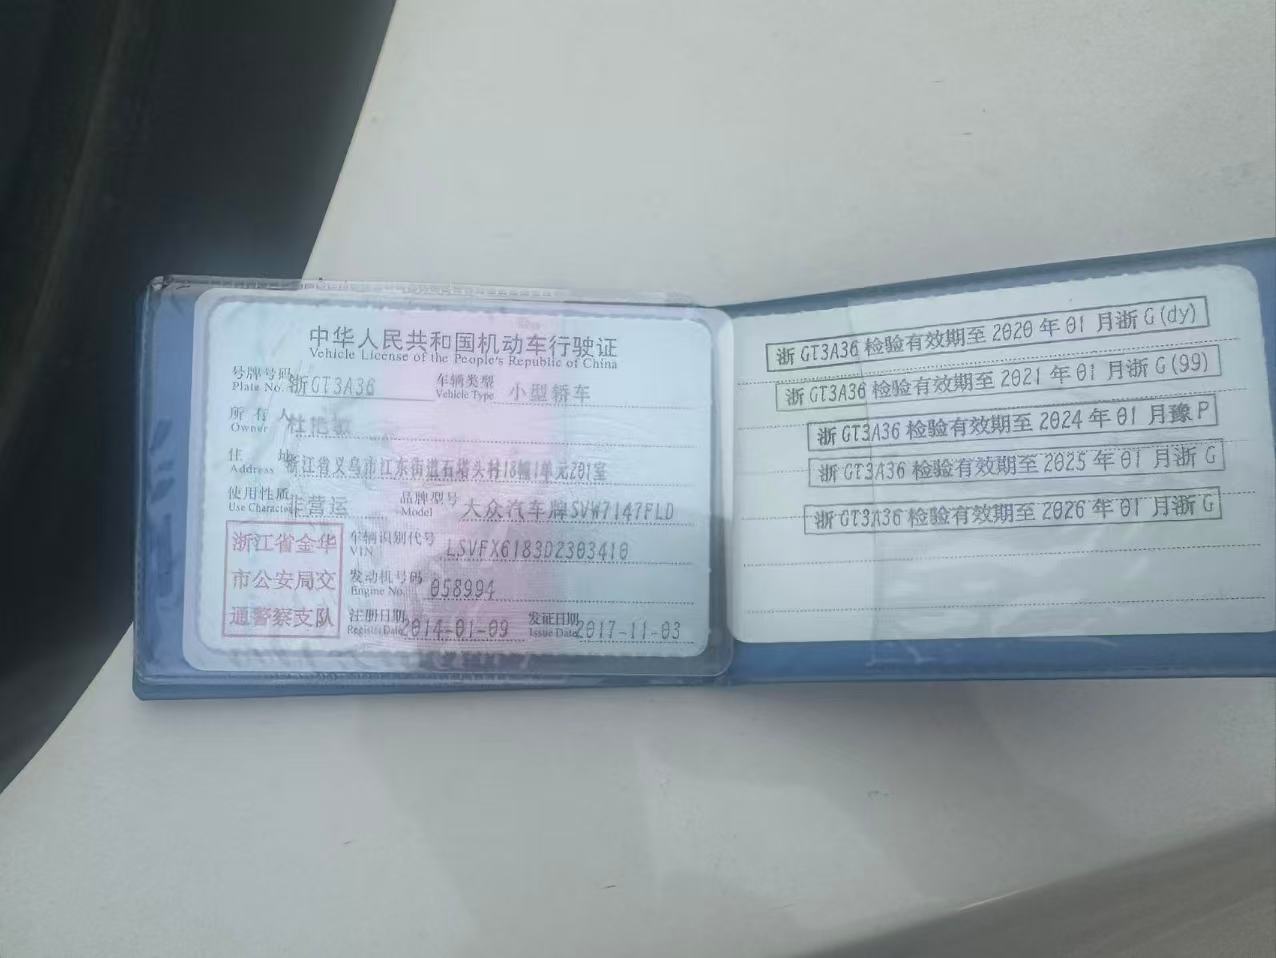 中华人民共和国机动车行驶证
Vehicle License of the People's Republic of China
号牌号码 浙GT3A36 车辆类型 小型轿车
Plate No. Vehicle Type
所有人 杜艳敏
Owner
住址 浙江省义乌市江东街道石塔头村18幢1单元201室
Address
使用性质 非营运 品牌型号 大众汽车牌SVW7147FLD
Use Character Model
浙江省金华
市公安局交
通警察支队
车辆识别代号 LSVFX6183D2303410
VIN
发动机号码 058994
Engine No.
注册日期 2014-01-09 发证日期 2017-11-03
Register Date Issue Date
浙GT3A36 检验有效期至 2020 年 01 月浙 G(dy)
浙GT3A36 检验有效期至 2021 年 01 月浙 G(99)
浙GT3A36 检验有效期至 2024 年 01 月豫 P
浙GT3A36 检验有效期至 2025 年 01 月浙 G
浙GT3A36 检验有效期至 2026 年 01 月浙 G